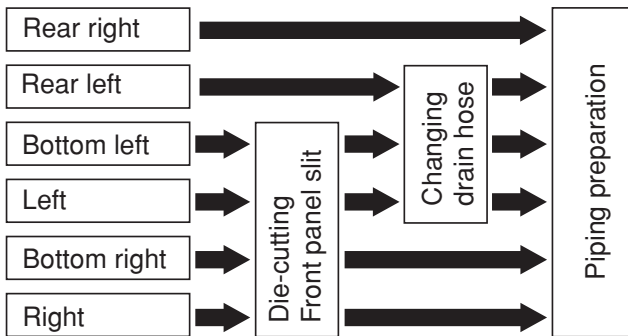 Rear right
Rear left
Bottom left
Left
Bottom right
Right
Die-cutting
Front panel slit
Changing
drain hose
Piping preparation